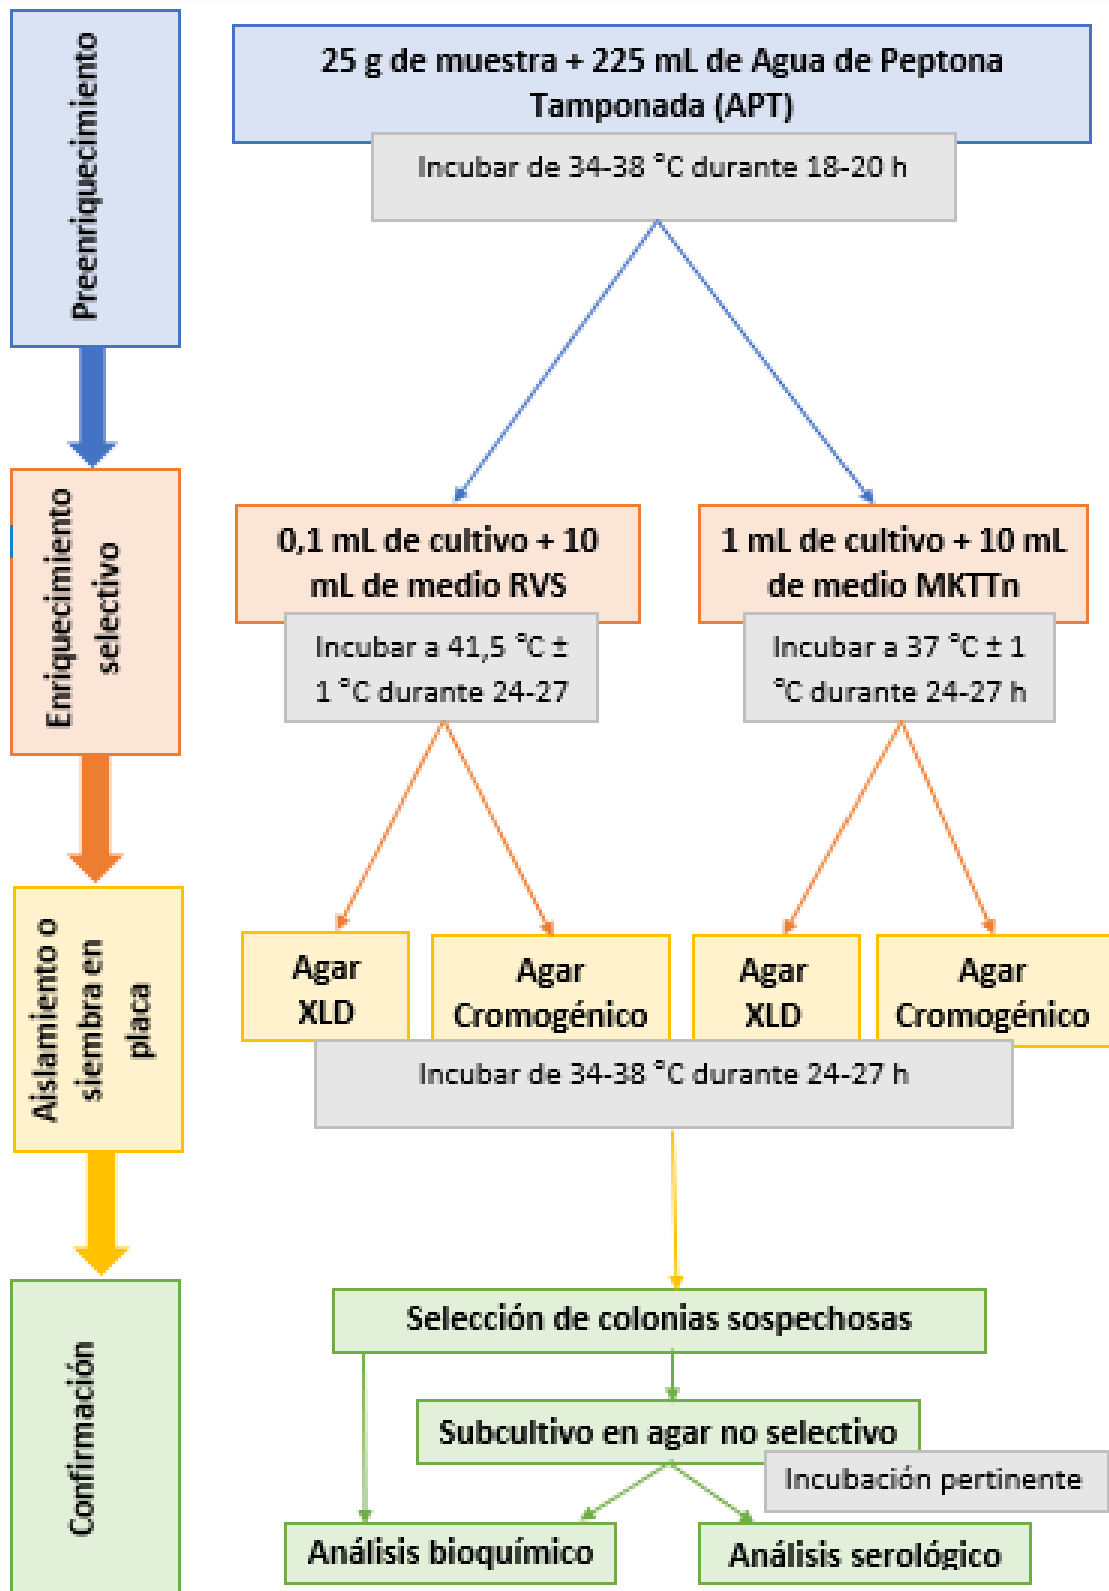 Preenriquecimiento
25 g de muestra + 225 mL de Agua de Peptona
Tamponada (APT)
Incubar de 34-38 °C durante 18-20 h
Enriquecimiento
selectivo
0,1 mL de cultivo + 10
mL de medio RVS
Incubar a 41,5 °C ±
1 °C durante 24-27
1 mL de cultivo + 10 mL
de medio MKTTn
Incubar a 37 °C ± 1
°C durante 24-27 h
Aislamiento o
siembra en
placa
Agar
XLD
Agar
Cromogénico
Agar
XLD
Agar
Cromogénico
Incubar de 34-38 °C durante 24-27 h
Confirmación
Selección de colonias sospechosas
Subcultivo en agar no selectivo
Incubación pertinente
Análisis bioquímico
Análisis serológico